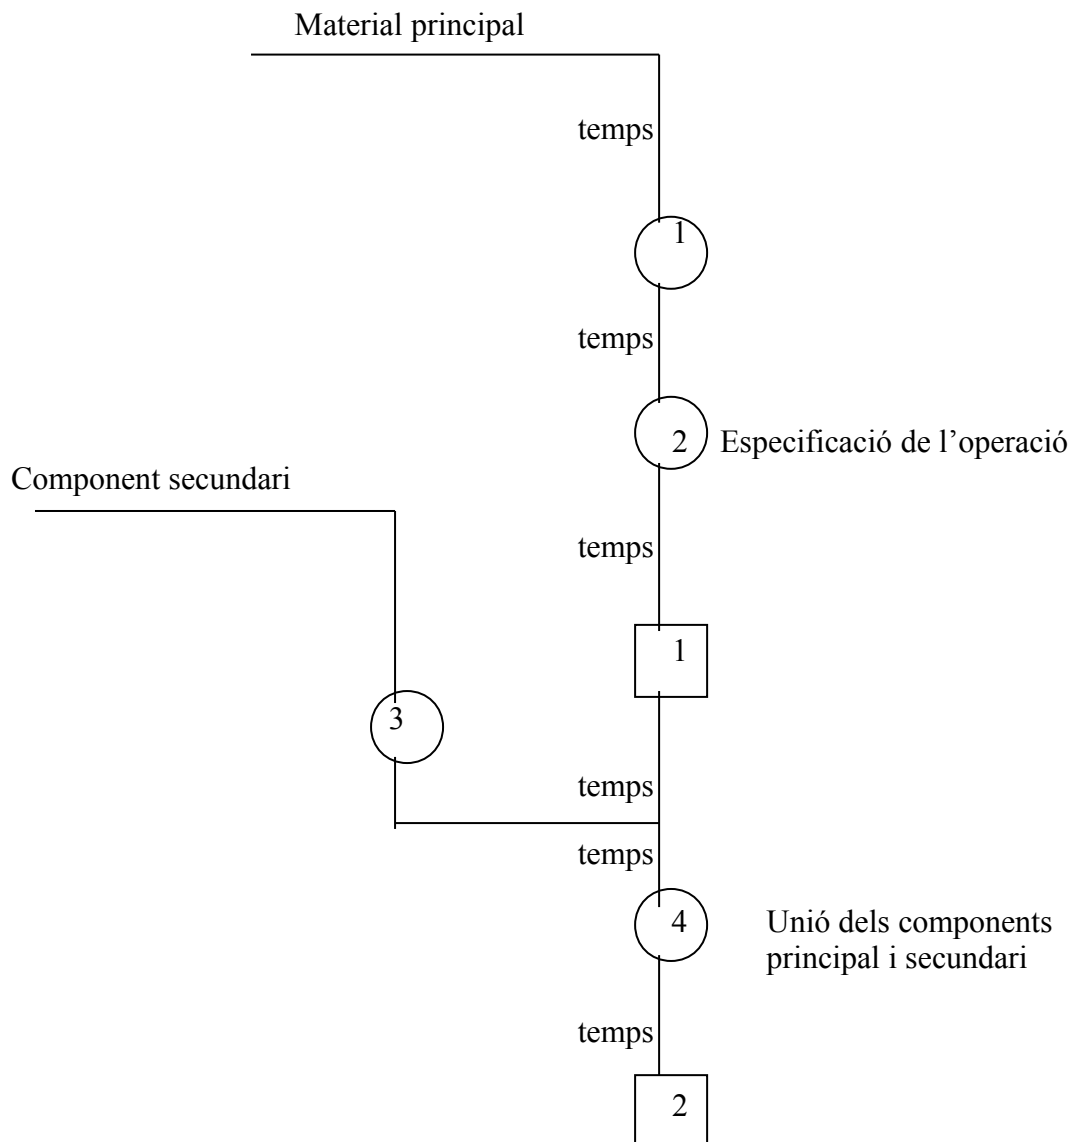 Material principal
temps
1
temps
2 Especificació de l’operació
Component secundari
temps
1
3
temps
temps
4
Unió dels components
principal i secundari
temps
2